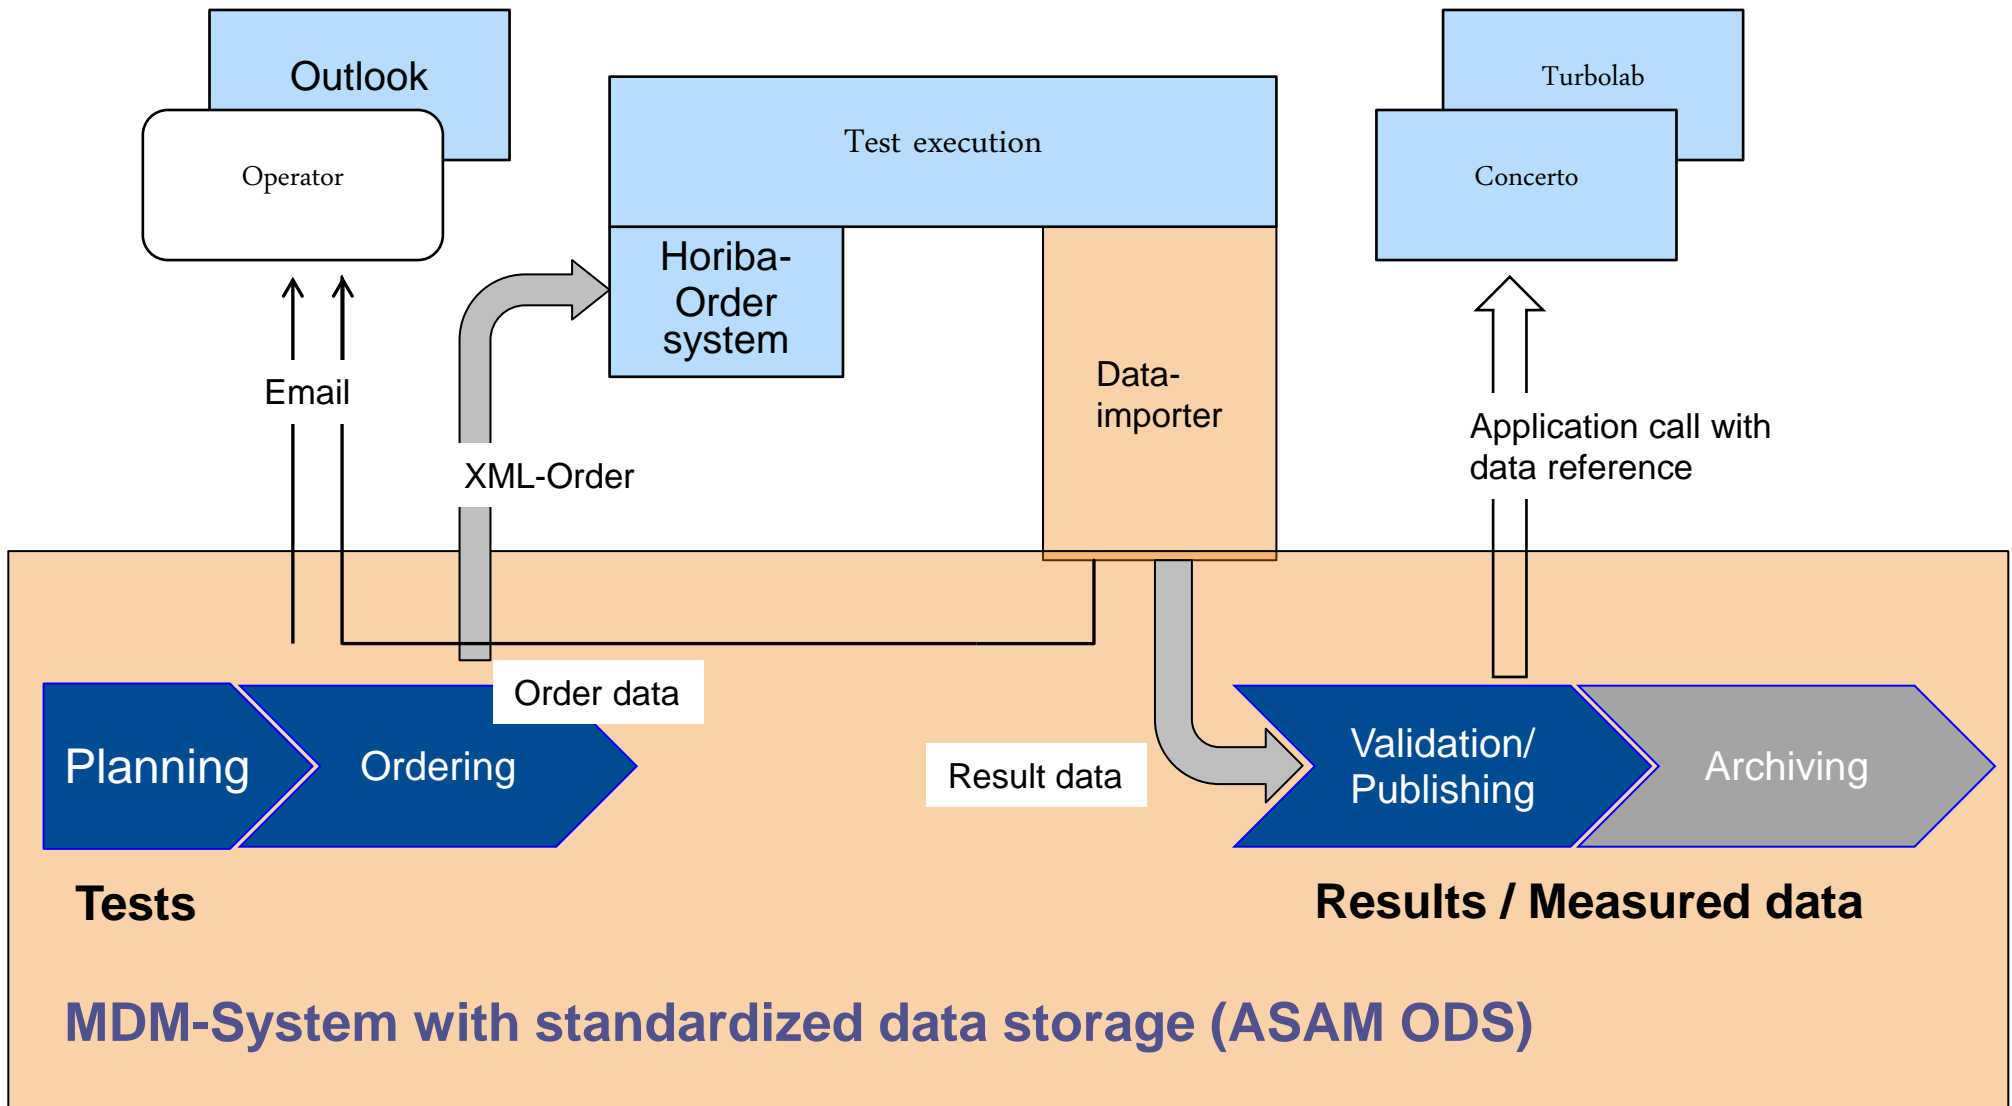 Outlook
Operator
Test execution
Turbolab
Concerto
Horiba-
Order
system
Data-
importer
Email
XML-Order
Application call with
data reference
Order data
Planning
Ordering
Result data
Validation/
Publishing
Archiving
Tests
Results / Measured data
MDM-System with standardized data storage (ASAM ODS)